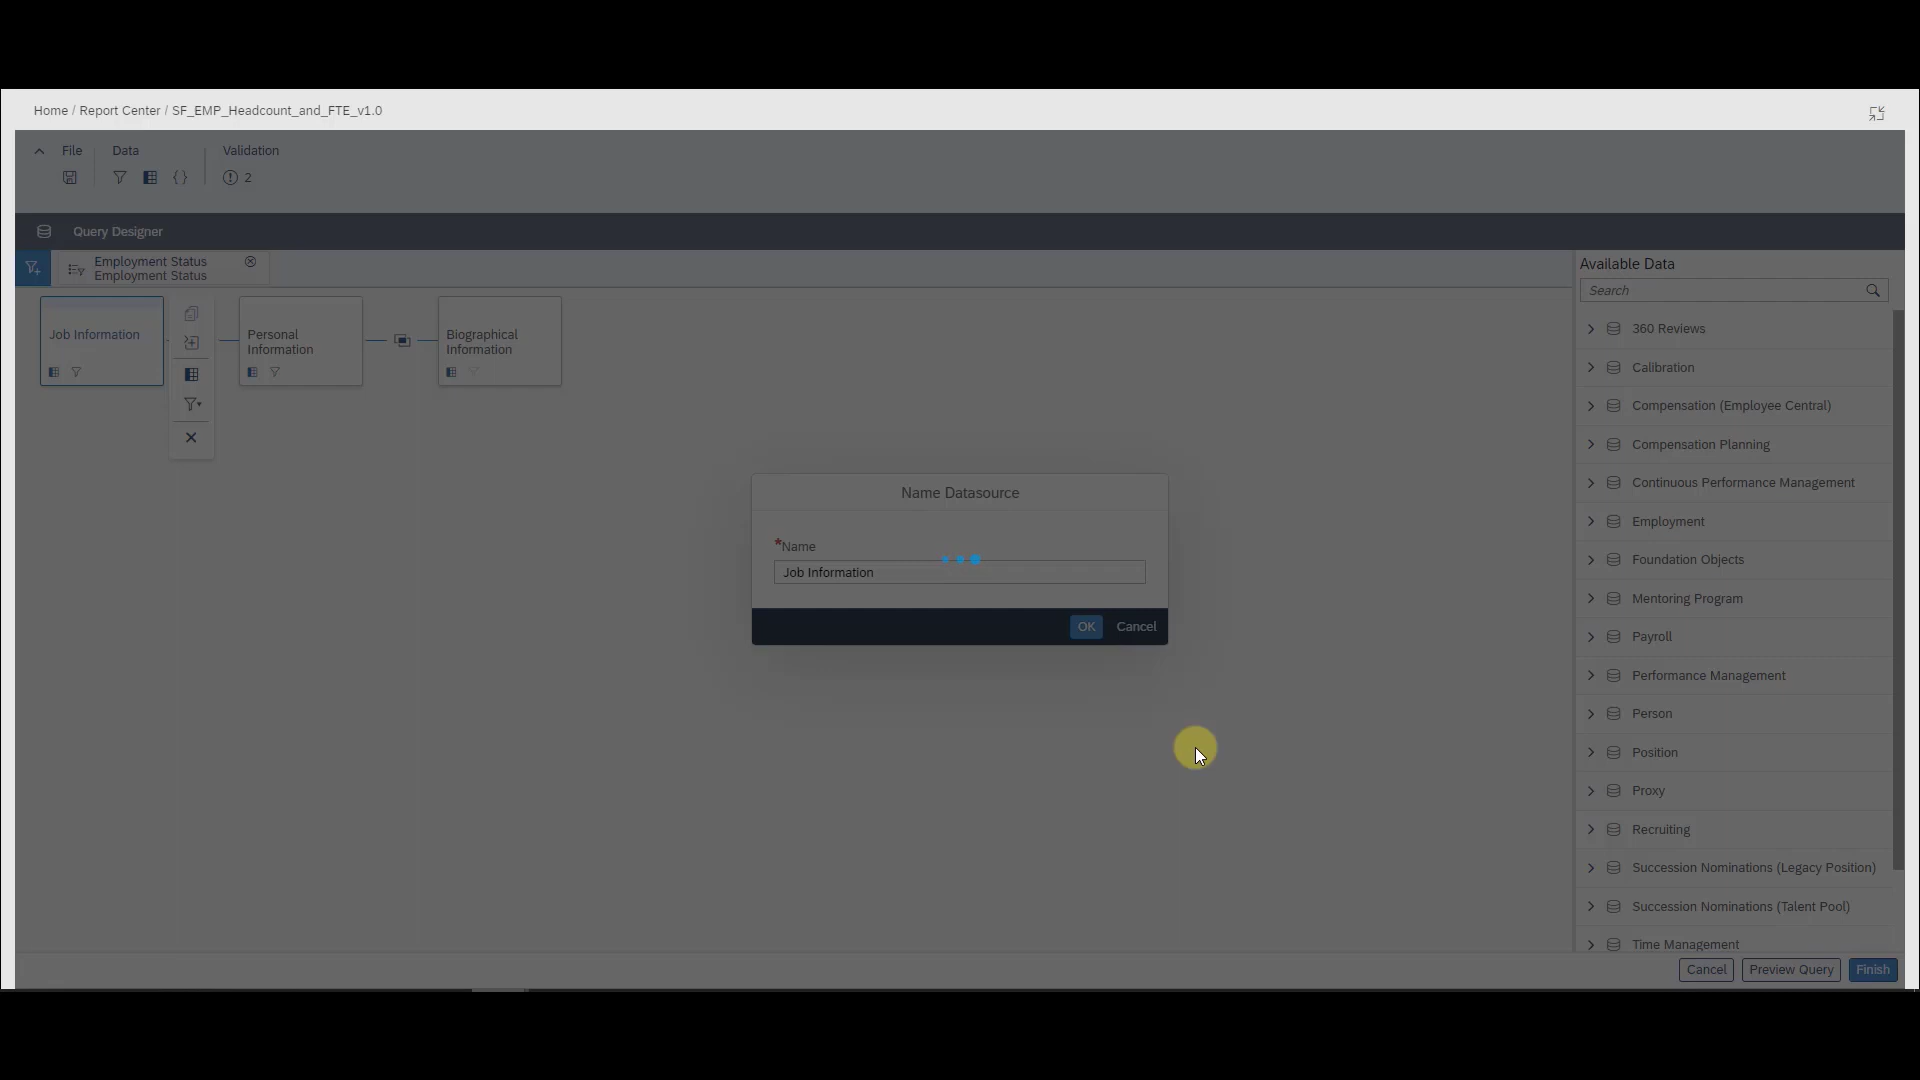 Home / Report Center / SF_EMP_Headcount_and_FTE_v1.0
File
Data
Validation
2
Query Designer
Employment Status
Employment Status
Job Information
Personal
Information
Biographical
Information
Name Datasource
*Name
Job Information
OK
Cancel
Available Data
Search
360 Reviews
Calibration
Compensation (Employee Central)
Compensation Planning
Continuous Performance Management
Employment
Foundation Objects
Mentoring Program
Payroll
Performance Management
Person
Position
Proxy
Recruiting
Succession Nominations (Legacy Position)
Succession Nominations (Talent Pool)
Time Management
Cancel
Preview Query
Finish